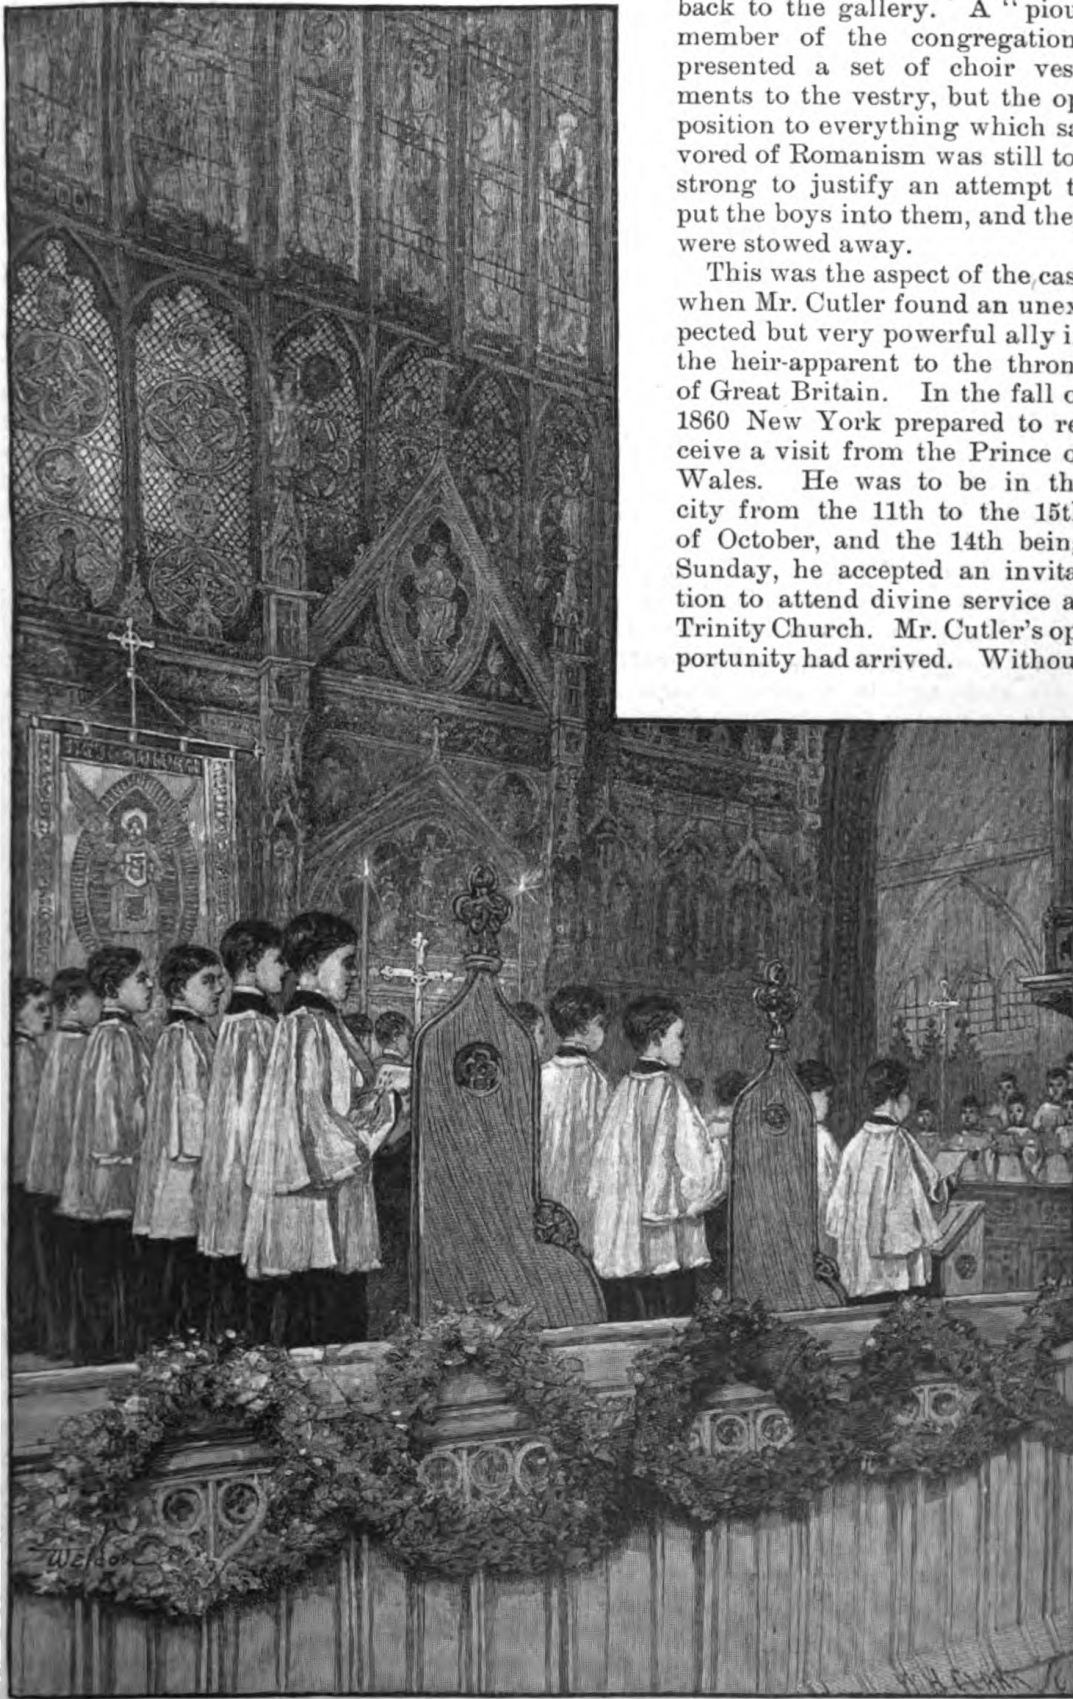 back to the gallery. A "piou
member of the congregation
presented a set of choir ves
ments to the vestry, but the op
position to everything which sa
vored of Romanism was still to
strong to justify an attempt t
put the boys into them, and the
were stowed away.
This was the aspect of the cas
when Mr. Cutler found an unex
pected but very powerful ally i
the heir-apparent to the thron
of Great Britain. In the fall o
1860 New York prepared to re
ceive a visit from the Prince o
Wales. He was to be in th
city from the 11th to the 15th
of October, and the 14th bein
Sunday, he accepted an invita
tion to attend divine service a
Trinity Church. Mr. Cutler's op
portunity had arrived. Withou